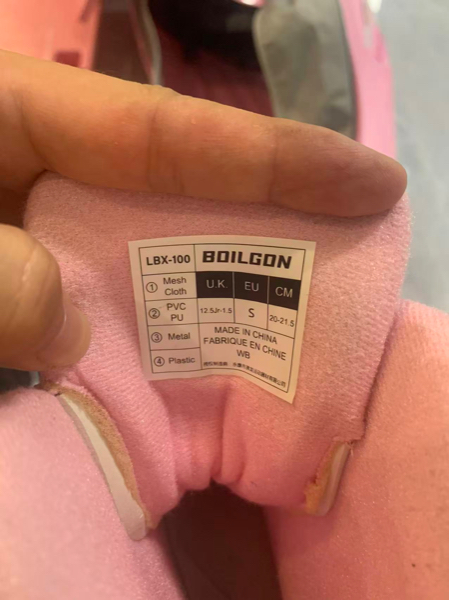 LBX-100 BOILGON
① Mesh Cloth U.K. EU CM
② PVC PU 12.5Jr-1.5 S 20-21.5
③ Metal MADE IN CHINA
FABRIQUE EN CHINE
④ Plastic WB